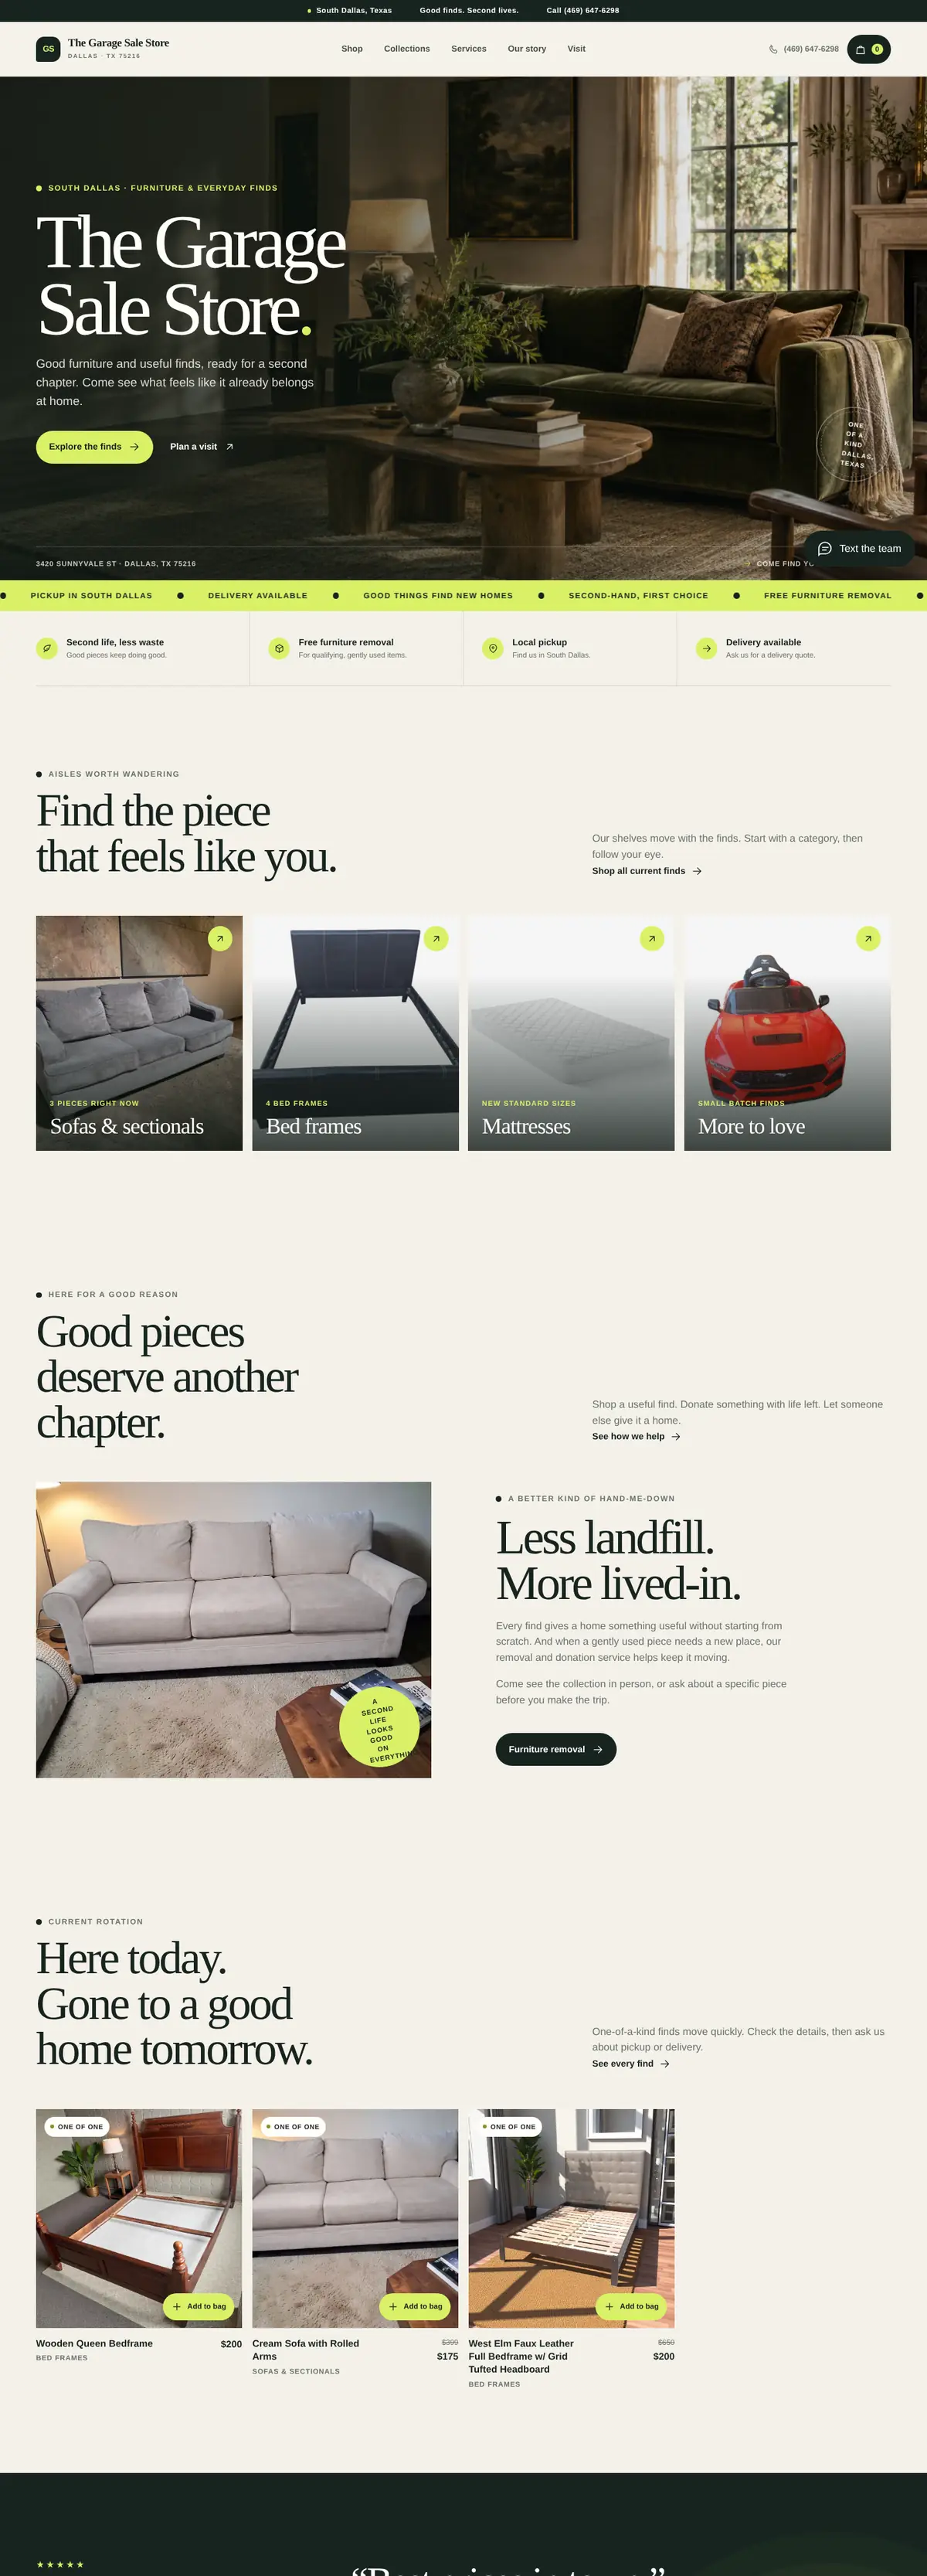 South Dallas, Texas
Good finds. Second lives.
Call (469) 647-6298
GS
The Garage Sale Store
DALLAS · TX 75216
Shop
Collections
Services
Our story
Visit
(469) 647-6298
0
SOUTH DALLAS · FURNITURE & EVERYDAY FINDS
The Garage
Sale Store.
Good furniture and useful finds, ready for a second
chapter. Come see what feels like it already belongs
at home.
Explore the finds
Plan a visit
ONE
OF A
KIND
DALLAS,
TEXAS
3420 SUNNYVALE ST · DALLAS, TX 75216
COME FIND
Text the team
PICKUP IN SOUTH DALLAS
DELIVERY AVAILABLE
GOOD THINGS FIND NEW HOMES
SECOND-HAND, FIRST CHOICE
FREE FURNITURE REMOVAL
Second life, less waste
Good pieces keep doing good.
Free furniture removal
For qualifying, gently used items.
Local pickup
Find us in South Dallas.
Delivery available
Ask us for a delivery quote.
AISLES WORTH WANDERING
Find the piece
that feels like you.
Our shelves move with the finds. Start with a category, then
follow your eye.
Shop all current finds
3 PIECES RIGHT NOW
Sofas & sectionals
4 BED FRAMES
Bed frames
NEW STANDARD SIZES
Mattresses
SMALL BATCH FINDS
More to love
HERE FOR A GOOD REASON
Good pieces
deserve another
chapter.
Shop a useful find. Donate something with life left. Let someone
else give it a home.
See how we help
A
SECOND
LIFE
LOOKS
GOOD
ON
A BETTER KIND OF HAND-ME-DOWN
Less landfill.
More lived-in.
Every find gives a home something useful without starting from
scratch. And when a gently used piece needs a new place, our
removal and donation service helps keep it moving.
Come see the collection in person, or ask about a specific piece
before you make the trip.
Furniture removal
CURRENT ROTATION
Here today.
Gone to a good
home tomorrow.
One-of-a-kind finds move quickly. Check the details, then ask us
about pickup or delivery.
See every find
ONE OF ONE
Add to bag
Wooden Queen Bedframe
$200
BED FRAMES
ONE OF ONE
Add to bag
Cream Sofa with Rolled
Arms
$399
$175
SOFAS & SECTIONALS
ONE OF ONE
Add to bag
West Elm Faux Leather
Full Bedframe w/ Grid
Tufted Headboard
$650
$200
BED FRAMES